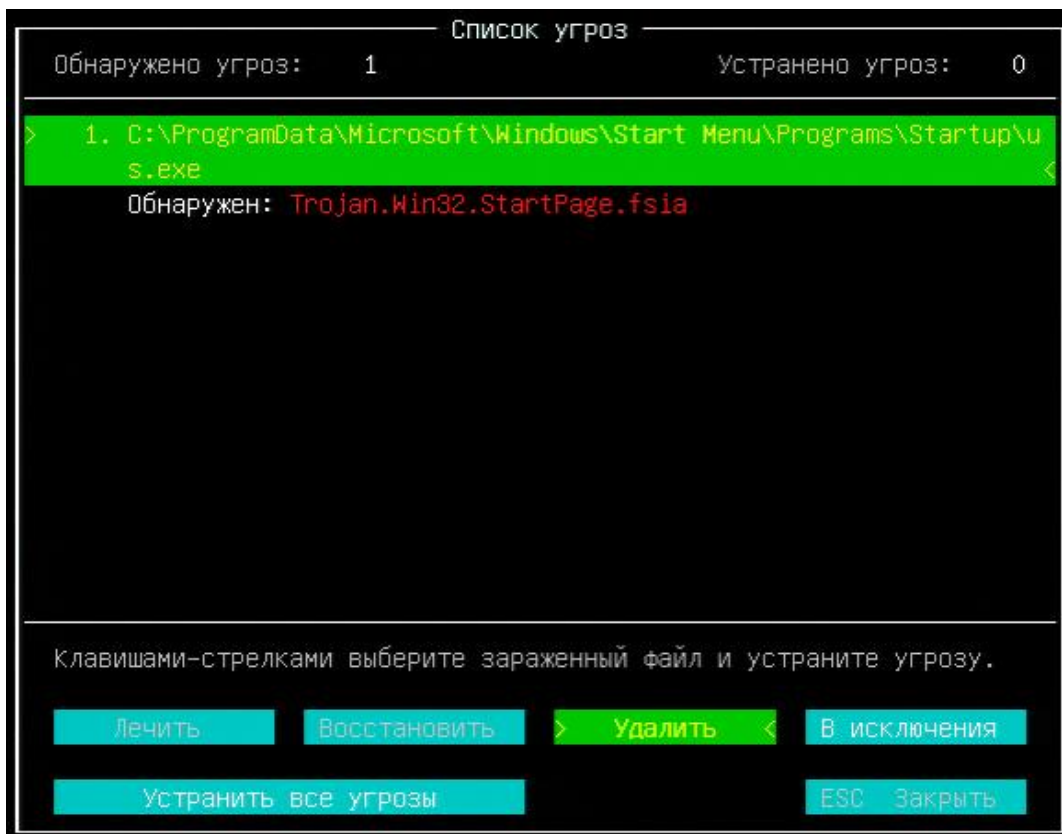 Список угроз
Обнаружено угроз: 1 Устранено угроз: 0
> 1. C:\ProgramData\Microsoft\Windows\Start Menu\Programs\Startup\u
s.exe <
Обнаружен: Trojan.Win32.StartPage.fsia
Клавишами-стрелками выберите зараженный файл и устраните угрозу.
Лечить Восстановить > Удалить < В исключения
Устранить все угрозы ESC Закрыть